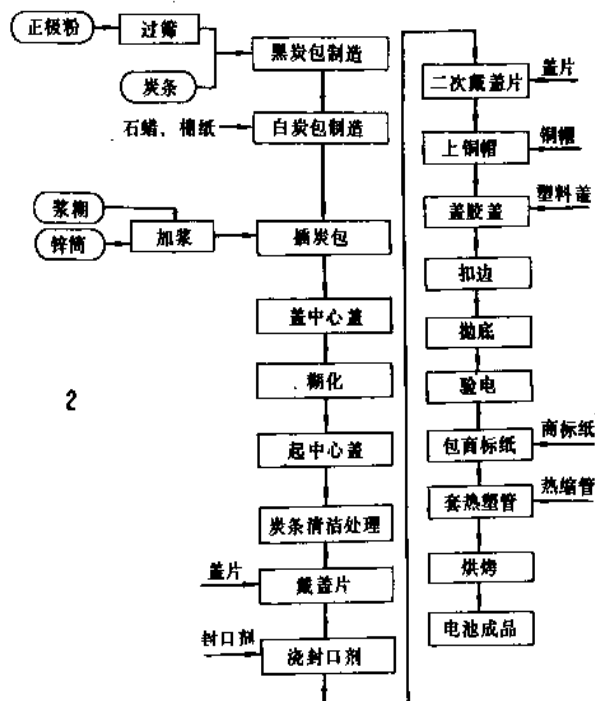 正极粉
过筛
炭条
黑炭包制造
石蜡、棉纸
白炭包制造
浆糊
锌筒
加浆
插炭包
盖中心盖
糊化
起中心盖
炭条清洁处理
盖片
戴盖片
封口剂
浇封口剂
2
二次戴盖片
盖片
上铜帽
铜帽
盖胶盖
塑料盖
扣边
抛底
验电
包商标纸
商标纸
套热塑管
热缩管
烘烤
电池成品